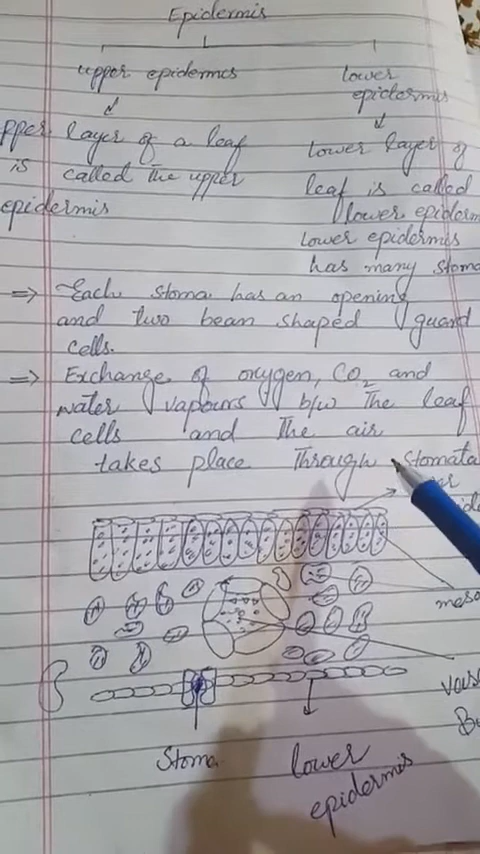 Epidermis
upper epidermis
lower
epidermis
pper layer of a leaf
is called the upper
epidermis
lower layer of
leaf is called
lower epiderm
lower epidermis
has many stoma
=> Each stoma has an opening
and two bean shaped guard
cells.
=> Exchange of oxygen, CO2 and
water vapours b/w The leaf
cells and The air
takes place Through stomata
meso
Vas
Bu
Stoma
lower
epidermis